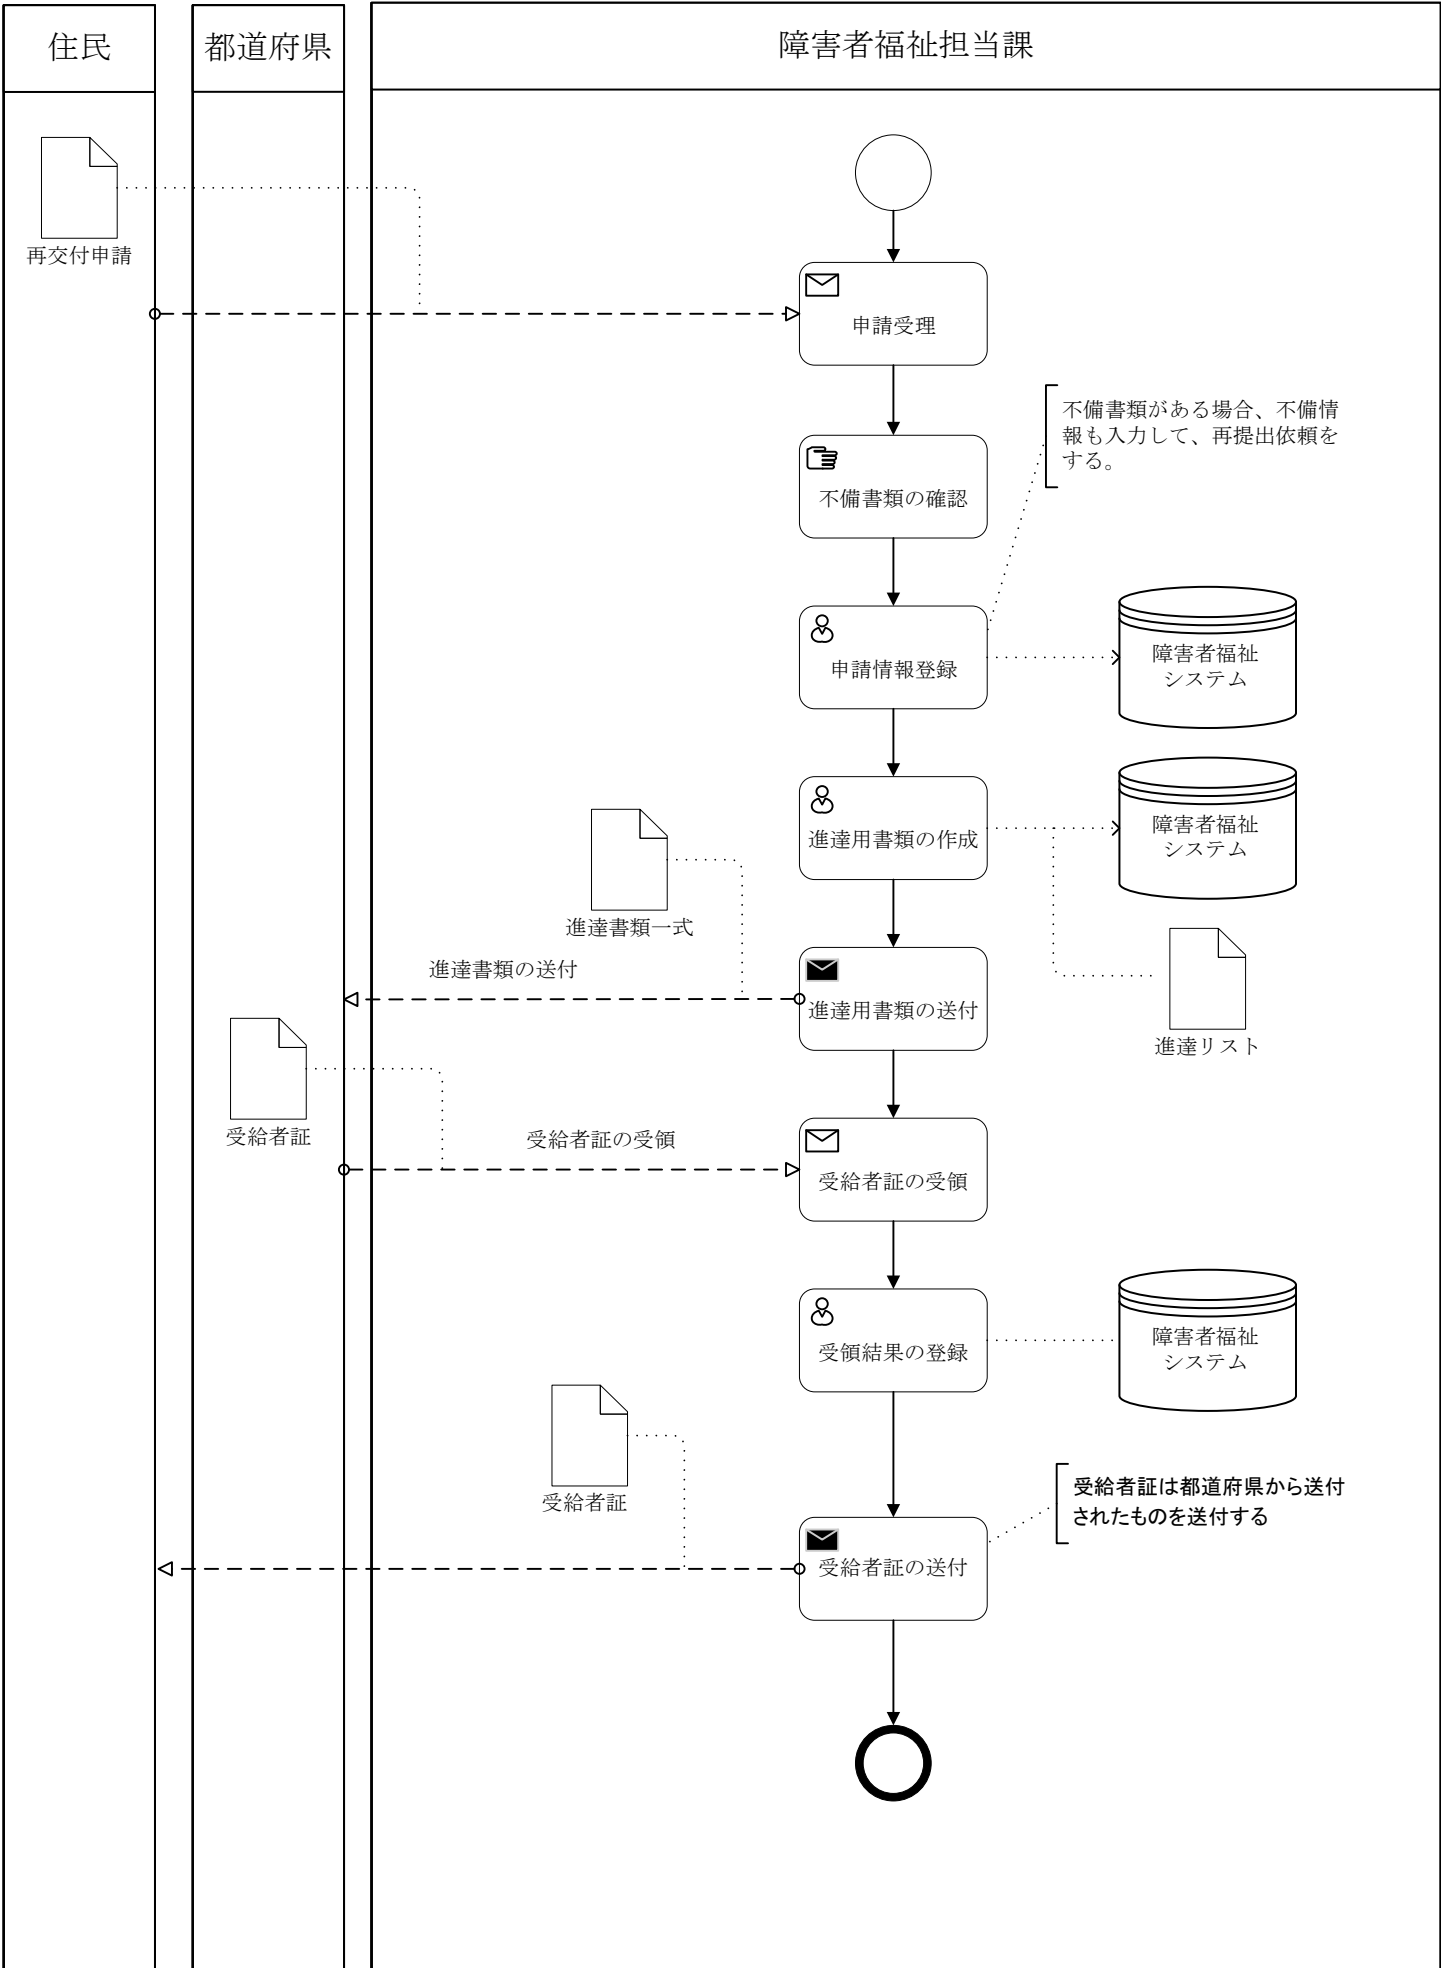 住民
都道府県
障害者福祉担当課
再交付申請
申請受理
不備書類がある場合、不備情
報も入力して、再提出依頼を
する。
不備書類の確認
申請情報登録
障害者福祉
システム
進達用書類の作成
障害者福祉
システム
進達書類一式
進達書類の送付
進達用書類の送付
進達リスト
受給者証
受給者証の受領
受給者証の受領
受領結果の登録
障害者福祉
システム
受給者証
受給者証は都道府県から送付
されたものを送付する
受給者証の送付